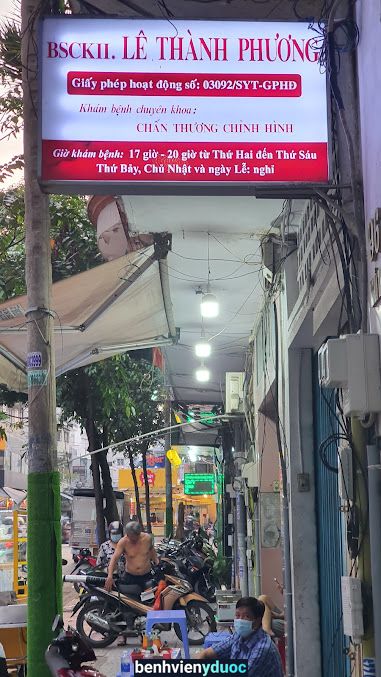 BSCKII. LÊ THÀNH PHƯƠNG
Giấy phép hoạt động số: 03092/SYT-GPHĐ
Khám bệnh chuyên khoa:
CHẤN THƯƠNG CHỈNH HÌNH
Giờ khám bệnh: 17 giờ - 20 giờ từ Thứ Hai đến Thứ Sáu
Thứ Bảy, Chủ Nhật và ngày Lễ: nghỉ
benhvienyduoc